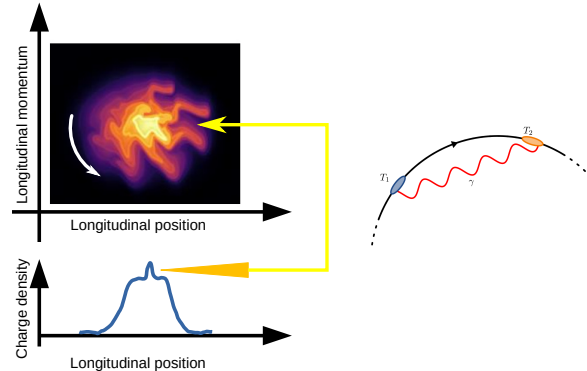 Longitudinal momentum
Longitudinal position
Charge density
Longitudinal position
T₁
T₂
γ